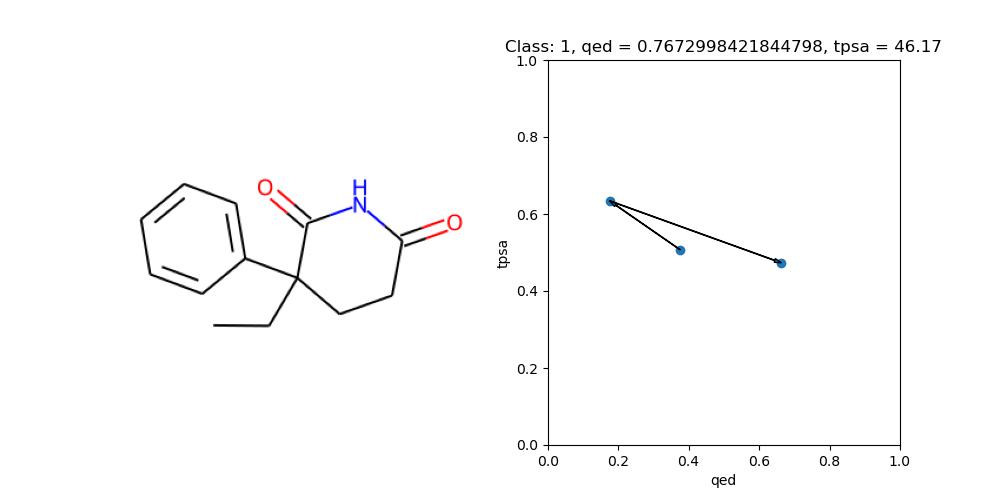 Class: 1, qed = 0.7672998421844798, tpsa = 46.17
O
H
N
O
1.0
0.8
0.6
0.4
0.2
0.0
tpsa
0.0 0.2 0.4 0.6 0.8 1.0
qed